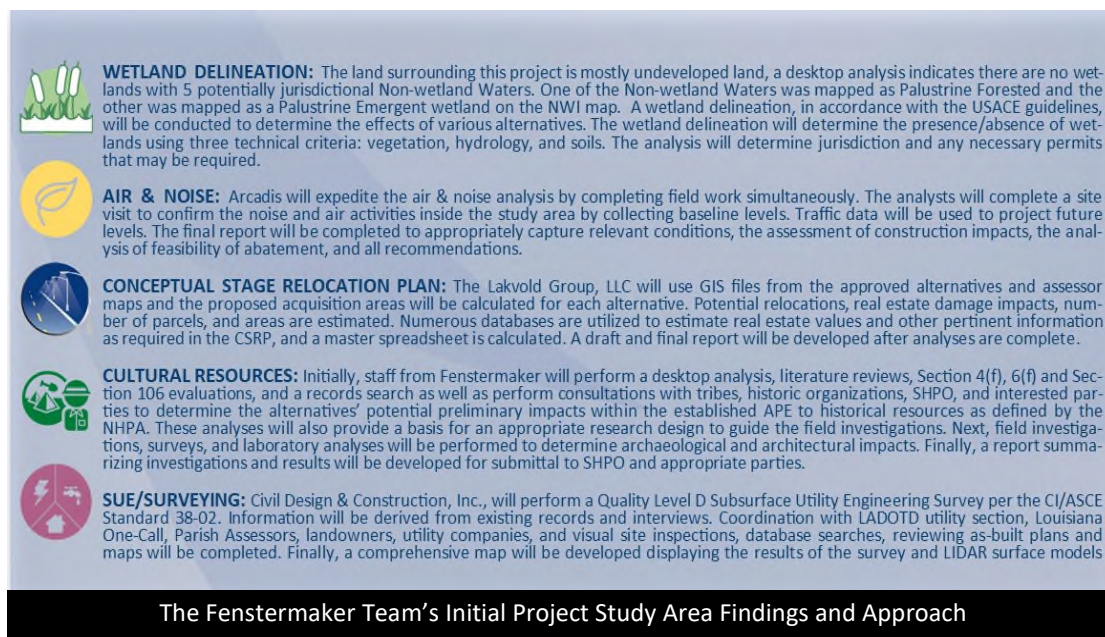 WETLAND DELINEATION: The land surrounding this project is mostly undeveloped land, a desktop analysis indicates there are no wet-
lands with 5 potentially jurisdictional Non-wetland Waters. One of the Non-wetland Waters was mapped as Palustrine Forested and the
other was mapped as a Palustrine Emergent wetland on the NWI map. A wetland delineation, in accordance with the USACE guidelines,
will be conducted to determine the effects of various alternatives. The wetland delineation will determine the presence/absence of wet-
lands using three technical criteria: vegetation, hydrology, and soils. The analysis will determine jurisdiction and any necessary permits
that may be required.
AIR & NOISE: Arcadis will expedite the air & noise analysis by completing field work simultaneously. The analysts will complete a site
visit to confirm the noise and air activities inside the study area by collecting baseline levels. Traffic data will be used to project future
levels. The final report will be completed to appropriately capture relevant conditions, the assessment of construction impacts, the anal-
ysis of feasibility of abatement, and all recommendations.
CONCEPTUAL STAGE RELOCATION PLAN: The Lakvold Group, LLC will use GIS files from the approved alternatives and assessor
maps and the proposed acquisition areas will be calculated for each alternative. Potential relocations, real estate damage impacts, num-
ber of parcels, and areas are estimated. Numerous databases are utilized to estimate real estate values and other pertinent information
as required in the CSRP, and a master spreadsheet is calculated. A draft and final report will be developed after analyses are complete.
CULTURAL RESOURCES: Initially, staff from Fenstermaker will perform a desktop analysis, literature reviews, Section 4(f), 6(f) and Sec-
tion 106 evaluations, and a records search as well as perform consultations with tribes, historic organizations, SHPO, and interested par-
ties to determine the alternatives' potential preliminary impacts within the established APE to historical resources as defined by the
NHPA. These analyses will also provide a basis for an appropriate research design to guide the field investigations. Next, field investiga-
tions, surveys, and laboratory analyses will be performed to determine archaeological and architectural impacts. Finally, a report summa-
rizing investigations and results will be developed for submittal to SHPO and appropriate parties.
SUE/SURVEYING: Civil Design & Construction, Inc., will perform a Quality Level D Subsurface Utility Engineering Survey per the CI/ASCE
Standard 38-02. Information will be derived from existing records and interviews. Coordination with LADOTD utility section, Louisiana
One-Call, Parish Assessors, landowners, utility companies, and visual site inspections, database searches, reviewing as-built plans and
maps will be completed. Finally, a comprehensive map will be developed displaying the results of the survey and LIDAR surface models
The Fenstermaker Team's Initial Project Study Area Findings and Approach